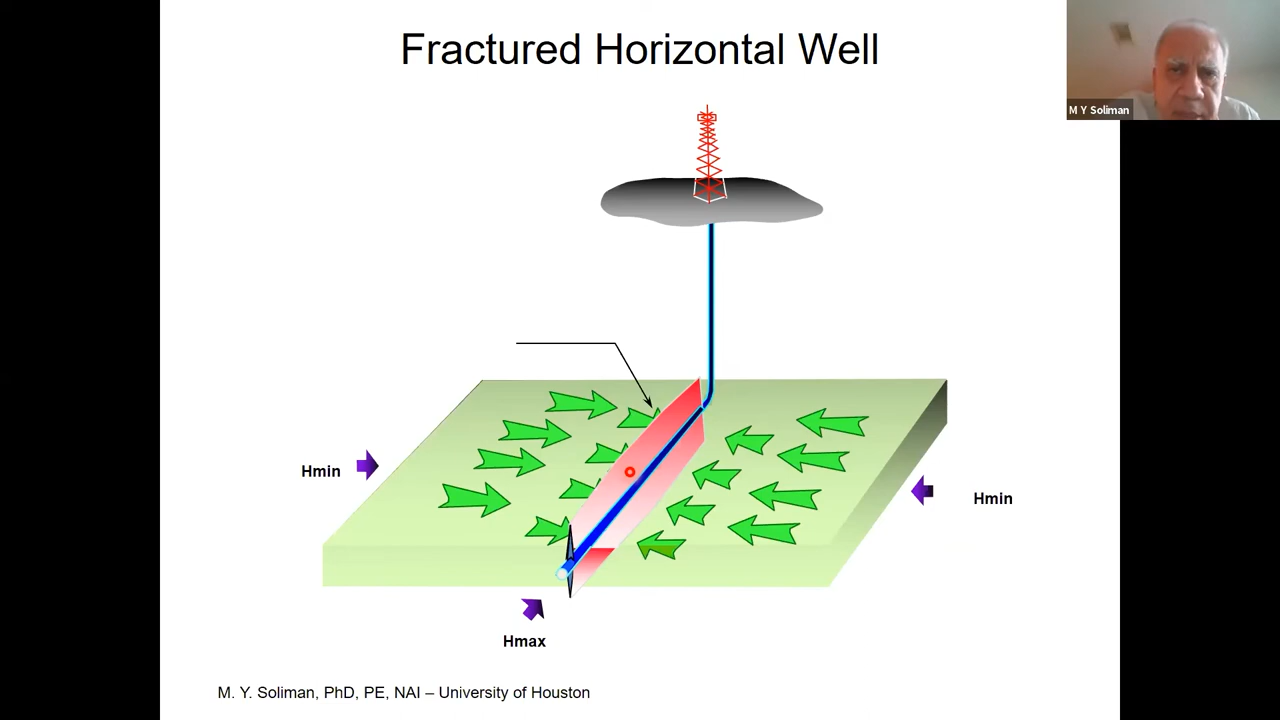 Fractured Horizontal Well
M Y Soliman
Hmin
Hmin
Hmax
M. Y. Soliman, PhD, PE, NAI – University of Houston